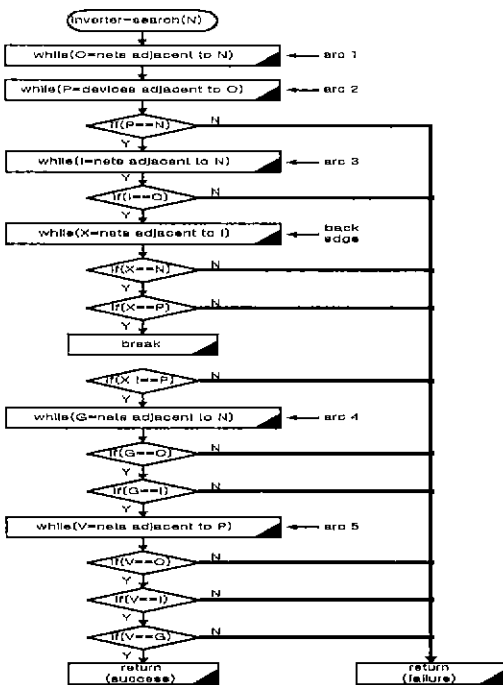 inverter-search(N)
while(O=nets adjacent to N)
arc 1
while(P=devices adjacent to O)
arc 2
if(P==N)
N
Y
while(I=nets adjacent to N)
arc 3
Y
if(I==O)
N
Y
while(X=nets adjacent to I)
back
edge
if(X==N)
N
Y
if(X==P)
N
Y
break
if(X !==P)
N
Y
while(G=nets adjacent to N)
arc 4
if(G==O)
N
Y
if(G==I)
N
Y
while(V=nets adjacent to P)
arc 5
if(V==O)
N
Y
if(V==I)
N
Y
if(V==G)
N
Y
return
(success)
return
(failure)